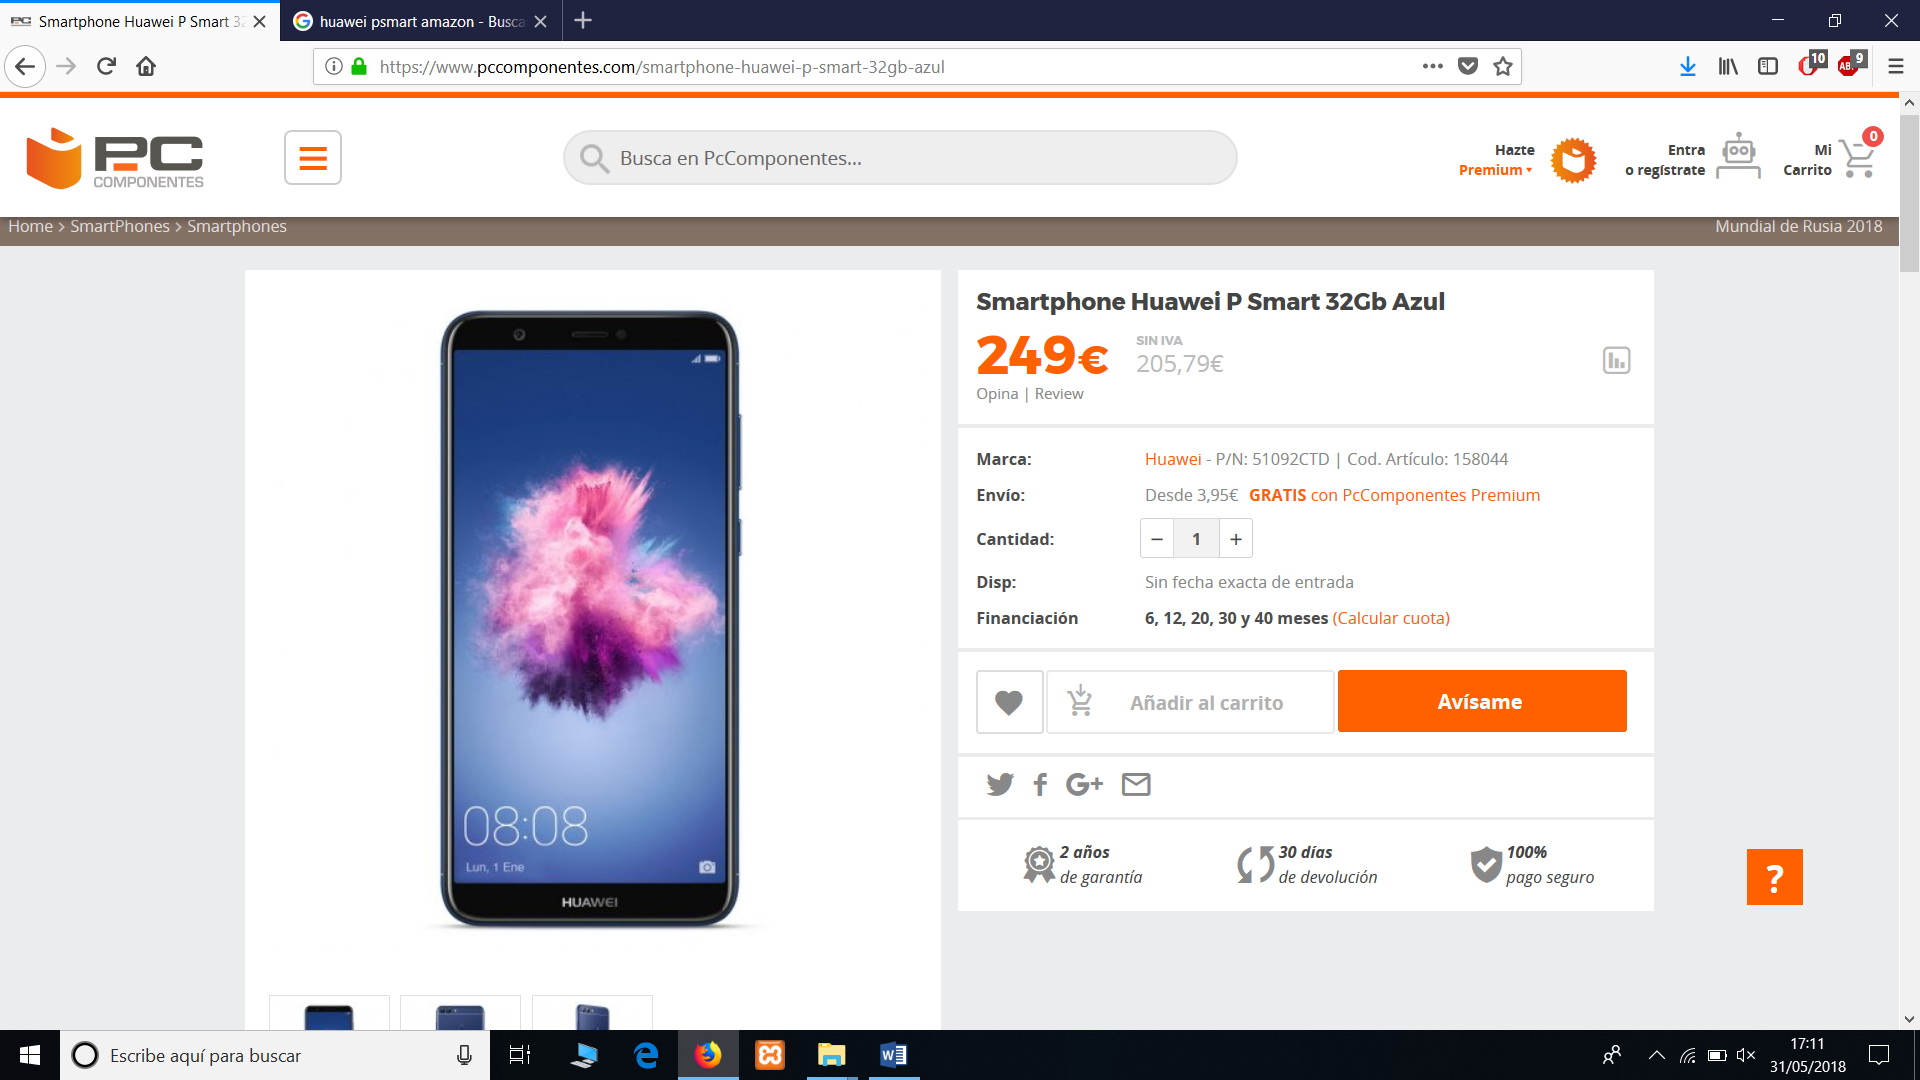 Smartphone Huawei P Smart 32
huawei psmart amazon - Busca
https://www.pccomponentes.com/smartphone-huawei-p-smart-32gb-azul
10
ABP
9
PC
COMPONENTES
Busca en PcComponentes...
Hazte
Premium
Entra
o regístrate
Mi
Carrito
0
Home > SmartPhones > Smartphones
Mundial de Rusia 2018
Smartphone Huawei P Smart 32Gb Azul
249€
SIN IVA
205,79€
Opina | Review
Marca:
Huawei - P/N: 51092CTD | Cod. Artículo: 158044
Envío:
Desde 3,95€ GRATIS con PcComponentes Premium
Cantidad:
− 1 +
Disp:
Sin fecha exacta de entrada
Financiación
6, 12, 20, 30 y 40 meses (Calcular cuota)
Añadir al carrito
Avísame
G+
2 años
de garantía
30 días
de devolución
100%
pago seguro
?
08:08
Lun, 1 Ene
HUAWEI
Escribe aquí para buscar
17:11
31/05/2018